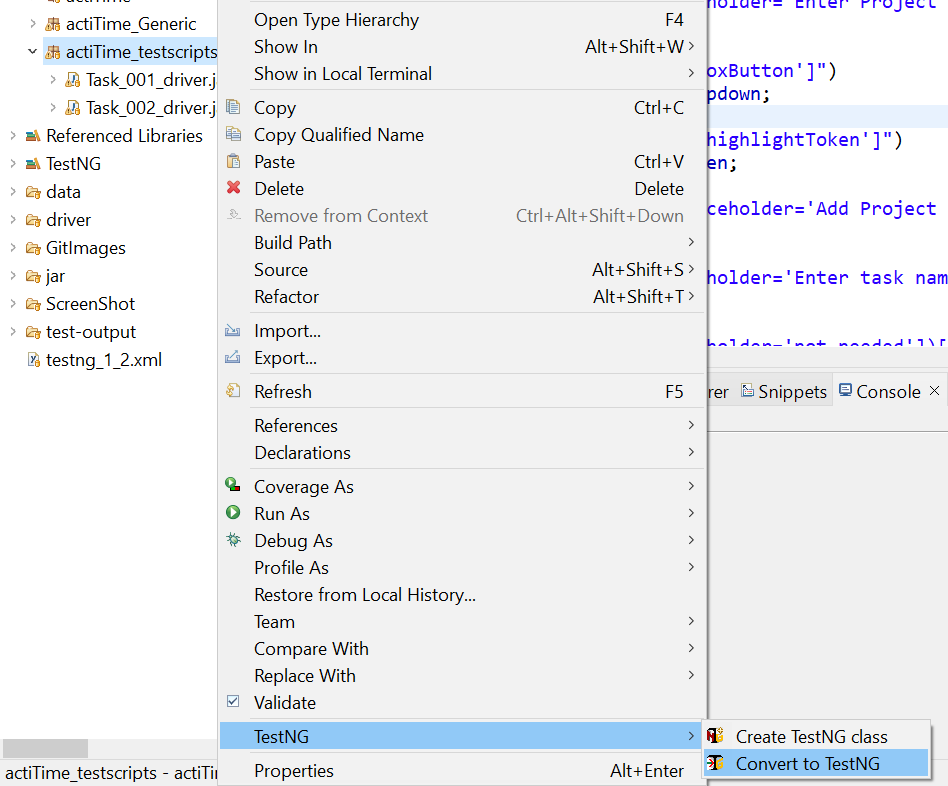 actiTime
actiTime_Generic
actiTime_testscripts
Task_001_driver.j
Task_002_driver.j
Referenced Libraries
TestNG
data
driver
GitImages
jar
ScreenShot
test-output
testng_1_2.xml
actiTime_testscripts - actiTi
Open Type Hierarchy F4
Show In Alt+Shift+W
Show in Local Terminal
Copy Ctrl+C
Copy Qualified Name
Paste Ctrl+V
Delete Delete
Remove from Context Ctrl+Alt+Shift+Down
Build Path
Source Alt+Shift+S
Refactor Alt+Shift+T
Import...
Export...
Refresh F5
References
Declarations
Coverage As
Run As
Debug As
Profile As
Restore from Local History...
Team
Compare With
Replace With
Validate
TestNG
Properties Alt+Enter
Create TestNG class
Convert to TestNG
holder='Enter Project
oxButton']")
pdown;
highlightToken']")
en;
ceholder='Add Project
holder='Enter task nam
holder='not needed'])[
rer Snippets Console